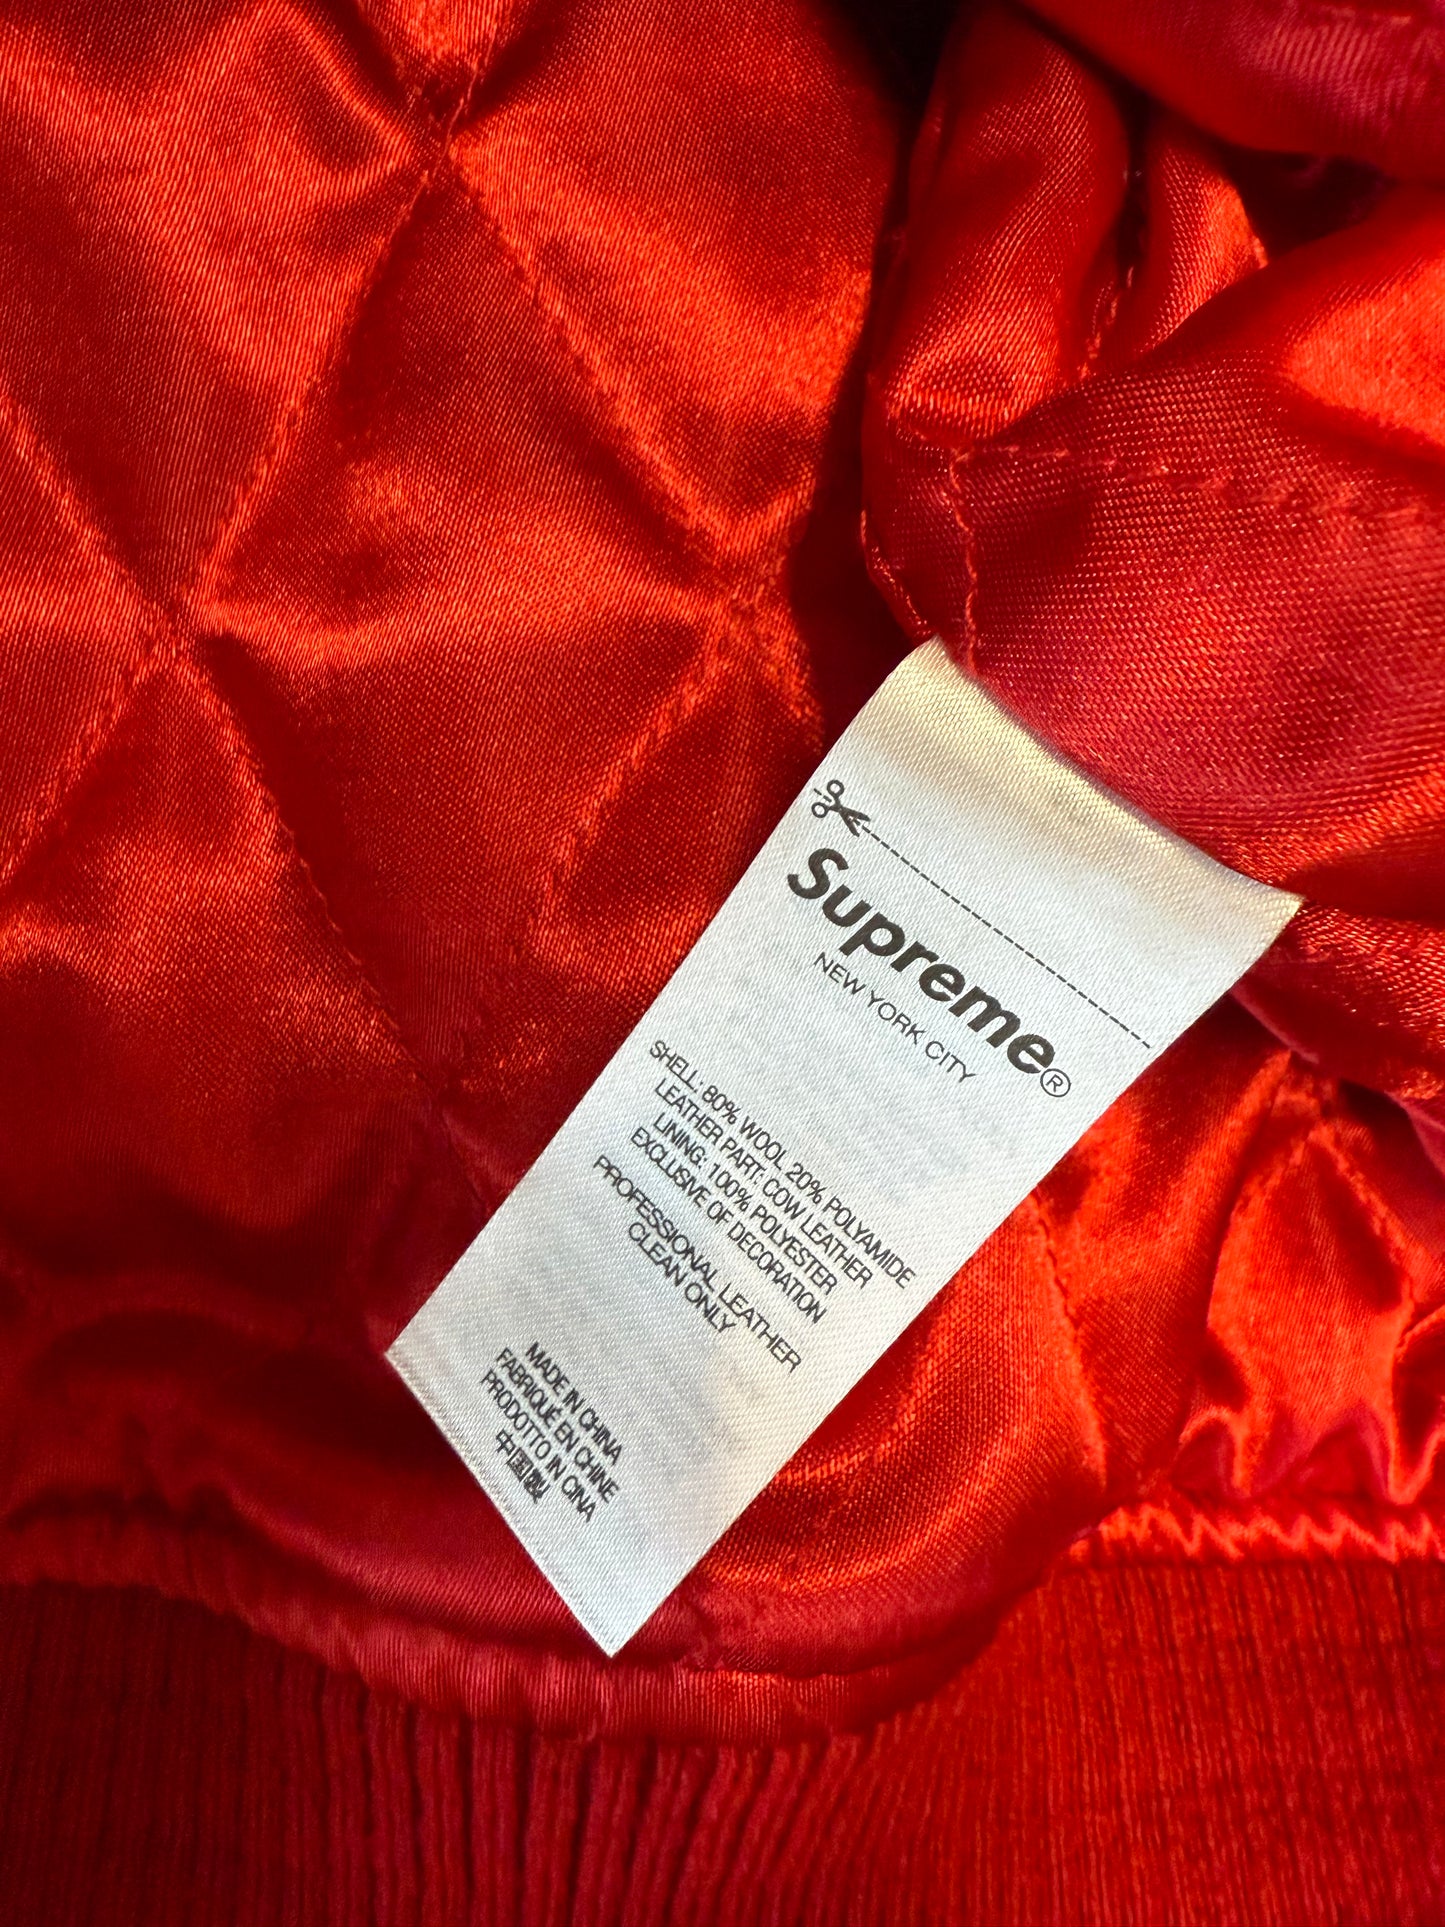 Supreme®
NEW YORK CITY
SHELL: 80% WOOL 20% POLYAMIDE
LEATHER PART: COW LEATHER
LINING: 100% POLYESTER
EXCLUSIVE OF DECORATION
PROFESSIONAL LEATHER
CLEAN ONLY
MADE IN CHINA
FABRIQUÉ EN CHINE
PRODOTTO IN CINA
中国製